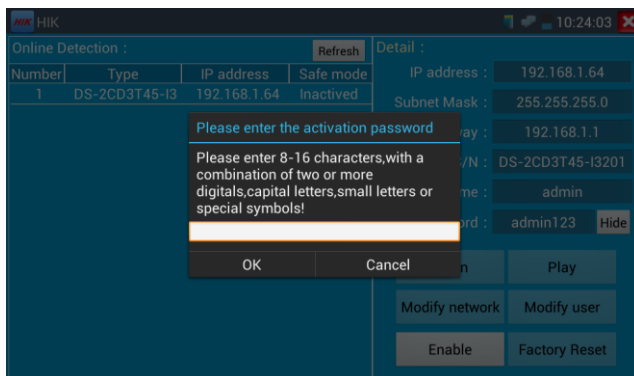 HIK HIK 10:24:03
Online Detection : Refresh Detail :
Number Type IP address Safe mode IP address : 192.168.1.64
1 DS-2CD3T45-I3 192.168.1.64 Inactived Subnet Mask : 255.255.255.0
Please enter the activation password
way : 192.168.1.1
Please enter 8-16 characters,with a
/N : DS-2CD3T45-I3201
combination of two or more
digitals,capital letters,small letters or
me : admin
special symbols!
rd : admin123 Hide
OK Cancel n Play
Modify network Modify user
Enable Factory Reset